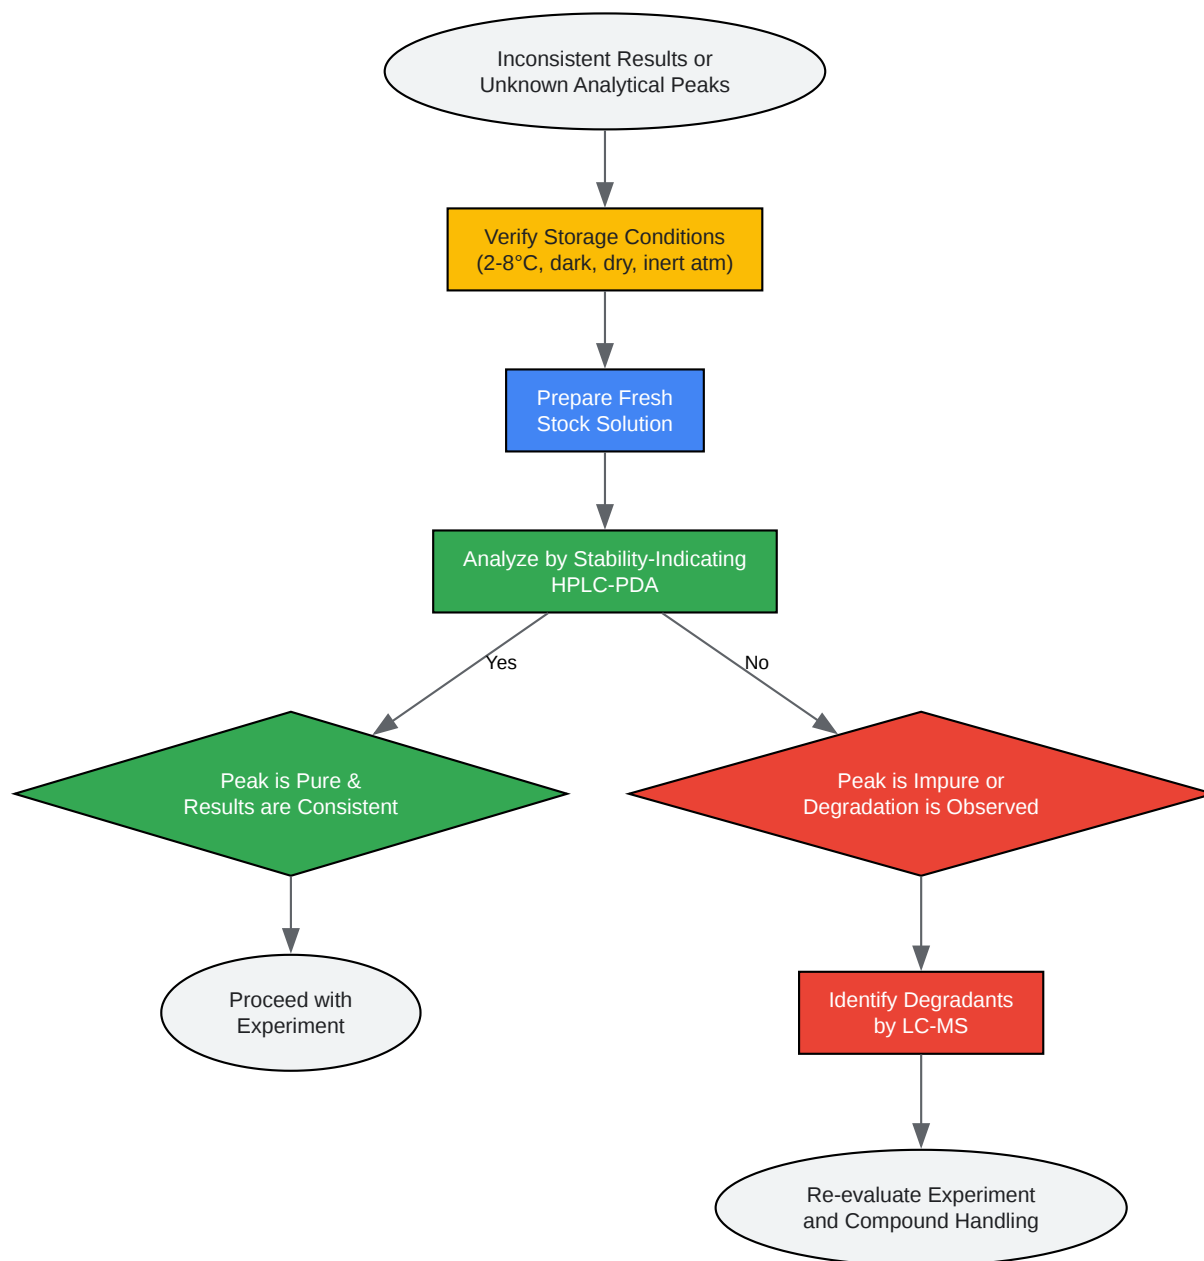 Inconsistent Results or
Unknown Analytical Peaks
Verify Storage Conditions
(2-8°C, dark, dry, inert atm)
Prepare Fresh
Stock Solution
Analyze by Stability-Indicating
HPLC-PDA
Yes
No
Peak is Pure &
Results are Consistent
Peak is Impure or
Degradation is Observed
Proceed with
Experiment
Identify Degradants
by LC-MS
Re-evaluate Experiment
and Compound Handling